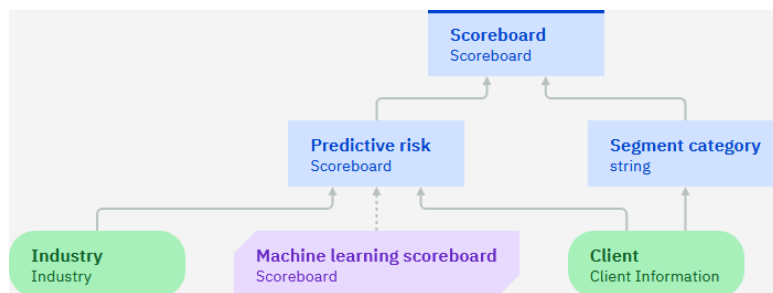 Scoreboard
Scoreboard
Predictive risk
Scoreboard
Segment category
string
Industry
Industry
Machine learning scoreboard
Scoreboard
Client
Client Information